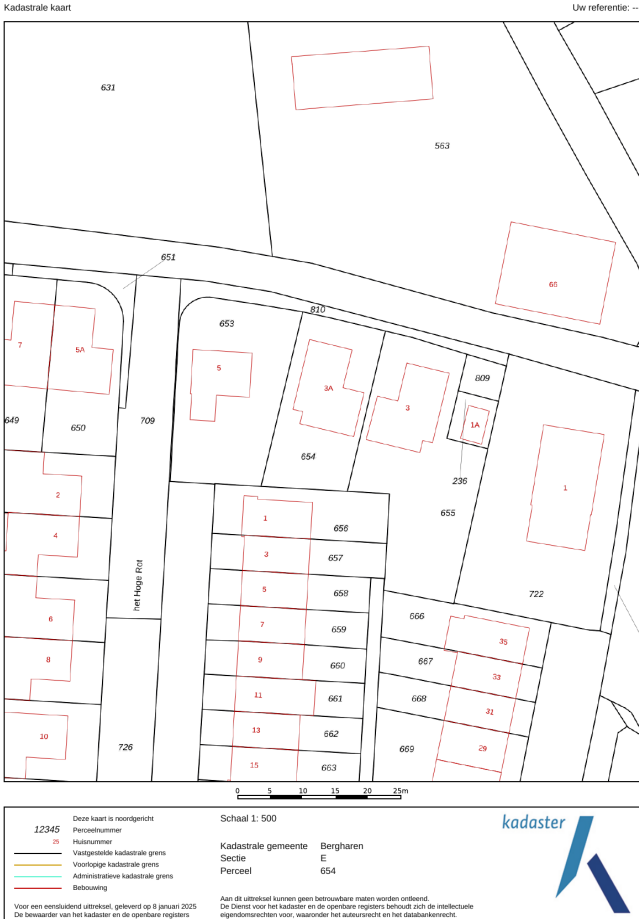 Kadastrale kaart Uw referentie: --
631
563
651
66
810
653
7
5A
5
3A
3
809
1A
649
650
709
654
236
655
1
722
2
4
6
8
10
het Hoge Rot
726
1
656
3
657
5
658
7
659
9
660
11
661
13
662
15
663
666
35
667
33
668
31
669
29
0 5 10 15 20 25m
Deze kaart is noordgericht
12345 Perceelnummer
25 Huisnummer
Vastgestelde kadastrale grens
Voorlopige kadastrale grens
Administratieve kadastrale grens
Bebouwing
Voor een eensluidend uittreksel, geleverd op 8 januari 2025
De bewaarder van het kadaster en de openbare registers
Schaal 1: 500
Kadastrale gemeente Bergharen
Sectie E
Perceel 654
Aan dit uittreksel kunnen geen betrouwbare maten worden ontleend.
De Dienst voor het kadaster en de openbare registers behoudt zich de intellectuele
eigendomsrechten voor, waaronder het auteursrecht en het databankenrecht.
kadaster